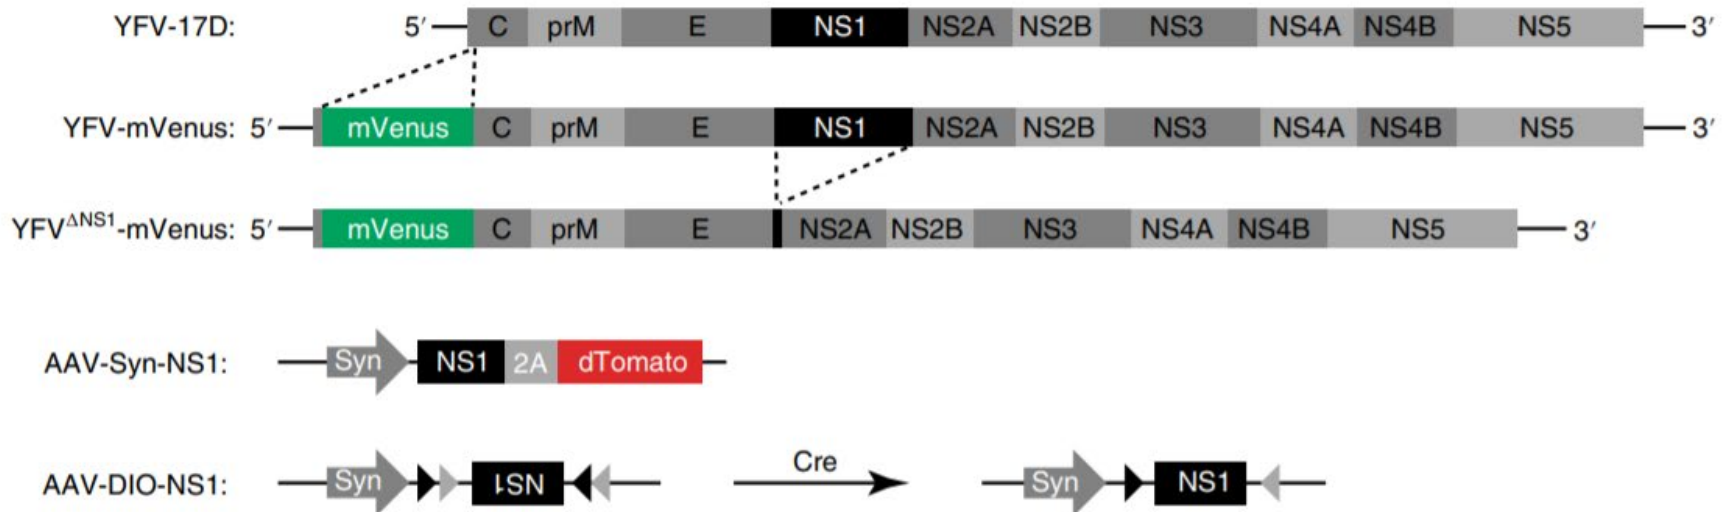 YFV-17D: 5′ C prM E NS1 NS2A NS2B NS3 NS4A NS4B NS5 3′
YFV-mVenus: 5′ mVenus C prM E NS1 NS2A NS2B NS3 NS4A NS4B NS5 3′
YFVΔNS1-mVenus: 5′ mVenus C prM E NS2A NS2B NS3 NS4A NS4B NS5 3′
AAV-Syn-NS1: Syn NS1 2A dTomato
AAV-DIO-NS1: Syn NS1 Cre Syn NS1